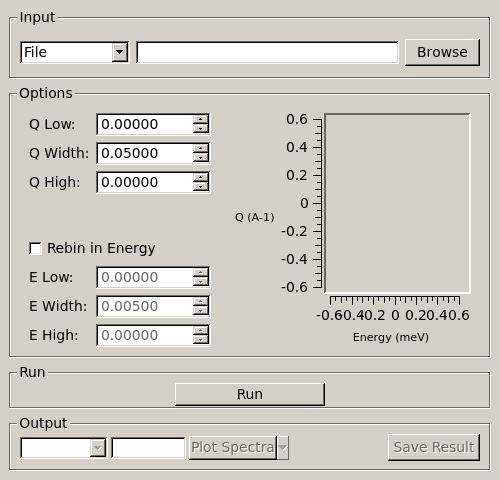 Input
File
Browse
Options
Q Low: 0.00000
Q Width: 0.05000
Q High: 0.00000
Rebin in Energy
E Low: 0.00000
E Width: 0.00500
E High: 0.00000
0.6
0.4
0.2
0
-0.2
-0.4
-0.6
Q (A-1)
-0.6-0.4-0.2 0 0.20.40.6
Energy (meV)
Run
Run
Output
Plot Spectra
Save Result